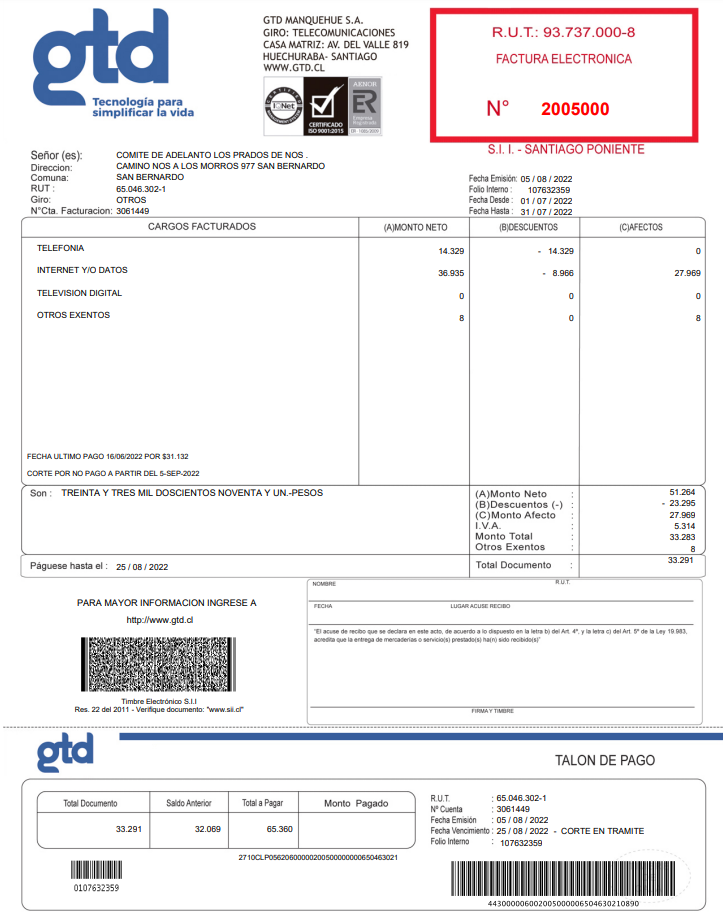 gtd
Tecnología para
simplificar la vida
GTD MANQUEHUE S.A.
GIRO: TELECOMUNICACIONES
CASA MATRIZ: AV. DEL VALLE 819
HUECHURABA- SANTIAGO
WWW.GTD.CL
IQNet
CERTIFICADO
ISO 9001:2015
AENOR
ER
Empresa
Registrada
R.U.T.: 93.737.000-8
FACTURA ELECTRONICA
N° 2005000
S.I. I. - SANTIAGO PONIENTE
Señor (es): COMITE DE ADELANTO LOS PRADOS DE NOS .
Direccion: CAMINO NOS A LOS MORROS 977 SAN BERNARDO
Comuna: SAN BERNARDO
RUT : 65.046.302-1
Giro: OTROS
N°Cta. Facturacion: 3061449
Fecha Emisión: 05 / 08 / 2022
Folio Interno : 107632359
Fecha Desde : 01 / 07 / 2022
Fecha Hasta : 31 / 07 / 2022
CARGOS FACTURADOS (A)MONTO NETO (B)DESCUENTOS (C)AFECTOS
TELEFONIA 14.329 - 14.329 0
INTERNET Y/O DATOS 36.935 - 8.966 27.969
TELEVISION DIGITAL 0 0 0
OTROS EXENTOS 8 0 8
FECHA ULTIMO PAGO 16/06/2022 POR $31.132
CORTE POR NO PAGO A PARTIR DEL 5-SEP-2022
Son : TREINTA Y TRES MIL DOSCIENTOS NOVENTA Y UN.-PESOS
(A)Monto Neto : 51.264
(B)Descuentos (-) : - 23.295
(C)Monto Afecto : 27.969
I.V.A. : 5.314
Monto Total : 33.283
Otros Exentos : 8
Páguese hasta el : 25 / 08 / 2022
Total Documento : 33.291
PARA MAYOR INFORMACION INGRESE A
http://www.gtd.cl
Timbre Electrónico S.I.I
Res. 22 del 2011 - Verifique documento: "www.sii.cl"
NOMBRE R.U.T.
FECHA LUGAR ACUSE RECIBO
"El acuse de recibo que se declara en este acto, de acuerdo a lo dispuesto en la letra b) del Art. 4º, y la letra c) del Art. 5º de la Ley 19.983,
acredita que la entrega de mercaderías o servicio(s) prestado(s) ha(n) sido recibido(s)"
FIRMA Y TIMBRE
gtd
TALON DE PAGO
Total Documento Saldo Anterior Total a Pagar Monto Pagado
33.291 32.069 65.360
2710CLP05620600000200500000000650463021
0107632359
R.U.T. : 65.046.302-1
Nº Cuenta : 3061449
Fecha Emisión : 05 / 08 / 2022
Fecha Vencimiento : 25 / 08 / 2022 - CORTE EN TRAMITE
Folio Interno : 107632359
443000006002005000006504630210890